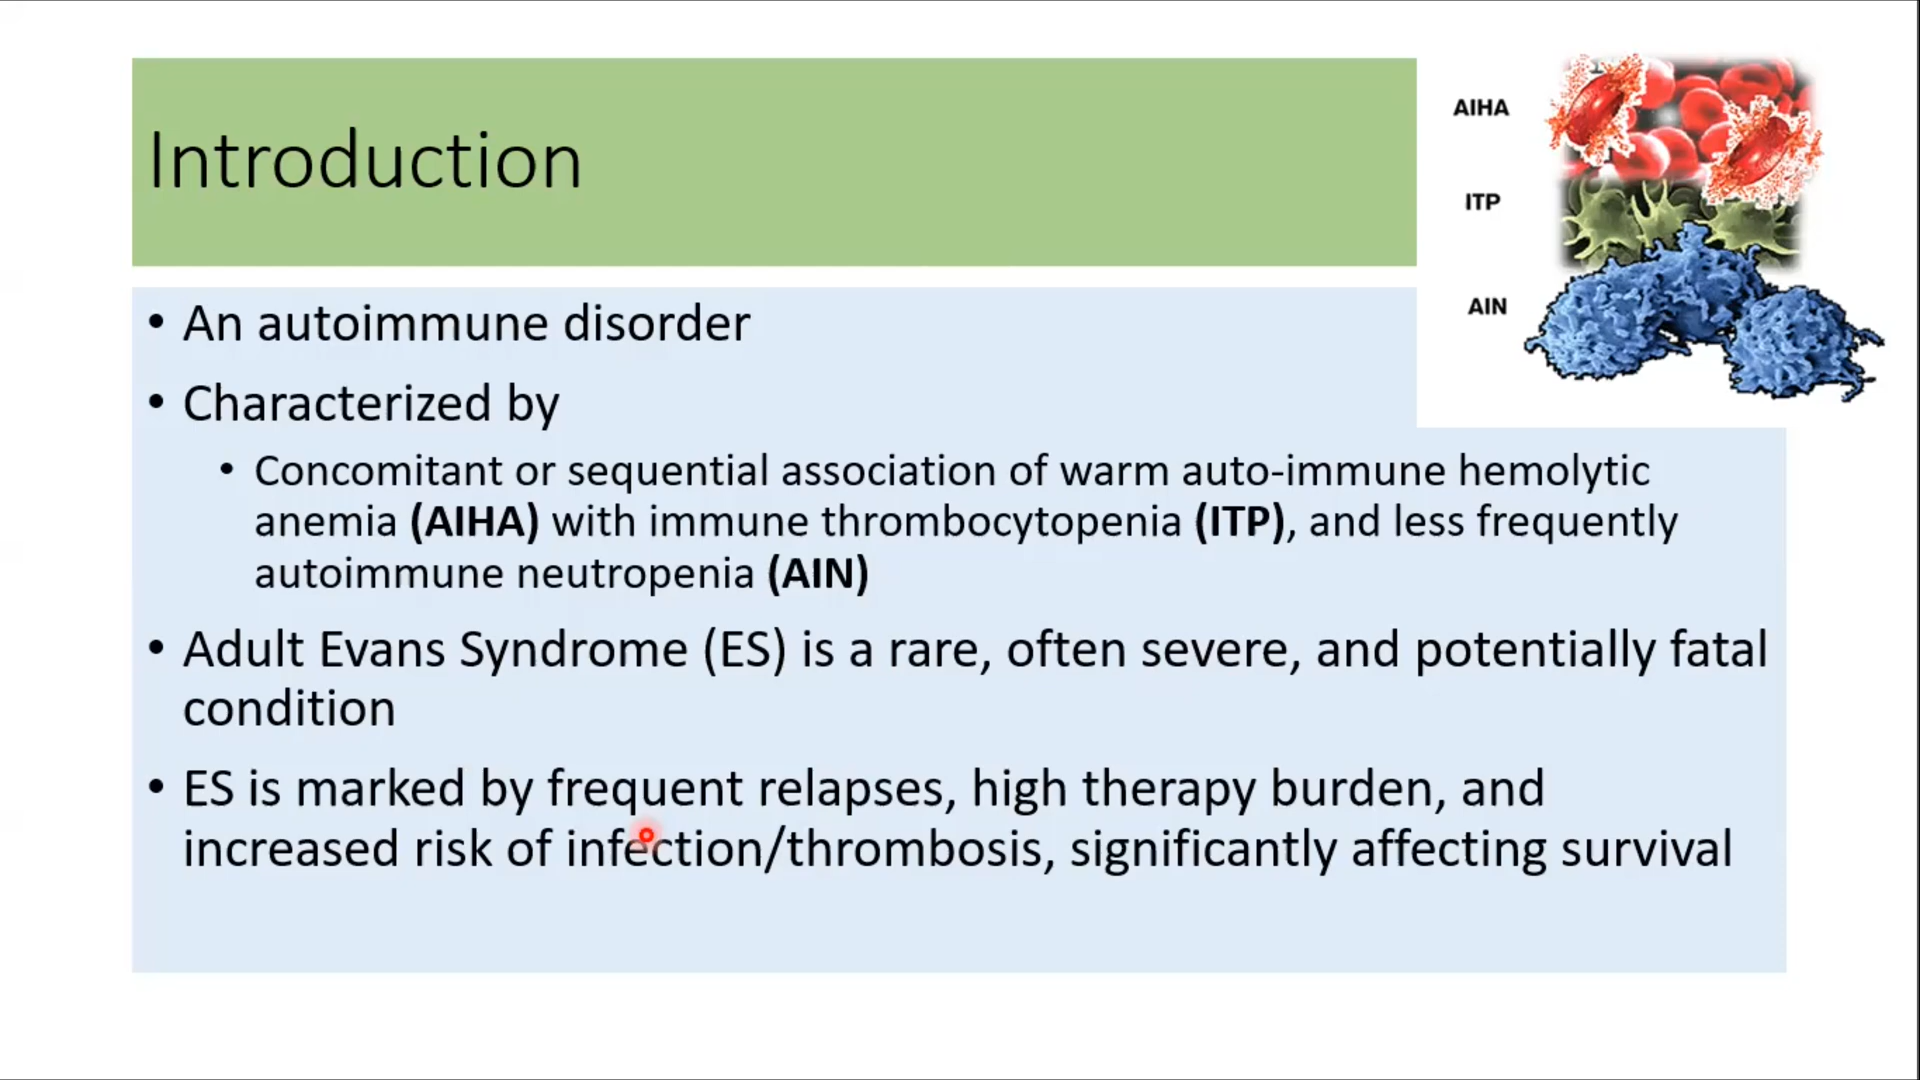 Introduction
AIHA
ITP
AIN
• An autoimmune disorder
• Characterized by
• Concomitant or sequential association of warm auto-immune hemolytic
anemia (AIHA) with immune thrombocytopenia (ITP), and less frequently
autoimmune neutropenia (AIN)
• Adult Evans Syndrome (ES) is a rare, often severe, and potentially fatal
condition
• ES is marked by frequent relapses, high therapy burden, and
increased risk of infection/thrombosis, significantly affecting survival